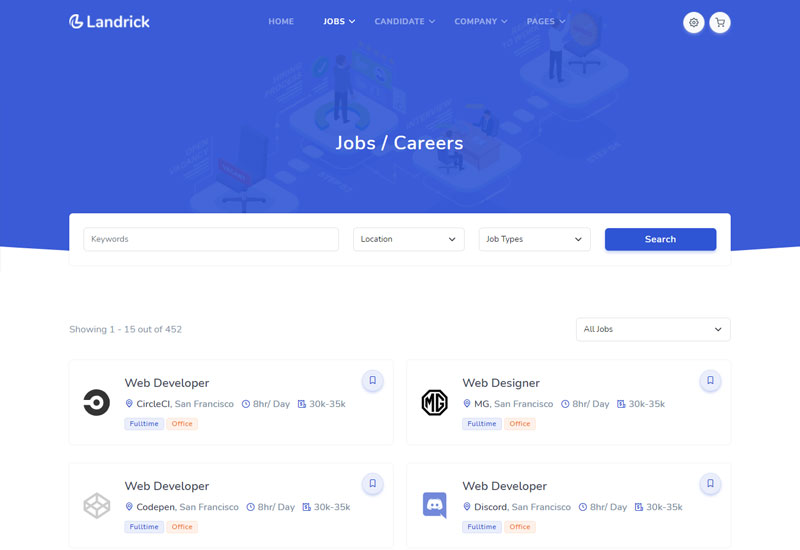 Landrick
HOME JOBS CANDIDATE COMPANY PAGES
Jobs / Careers
Keywords Location Job Types Search
Showing 1 - 15 out of 452 All Jobs
Web Developer
CircleCI, San Francisco 8hr/ Day 30k-35k
Fulltime Office
Web Designer
MG
MG, San Francisco 8hr/ Day 30k-35k
Fulltime Office
Web Developer
Codepen, San Francisco 8hr/ Day 30k-35k
Fulltime Office
Web Developer
Discord, San Francisco 8hr/ Day 30k-35k
Fulltime Office